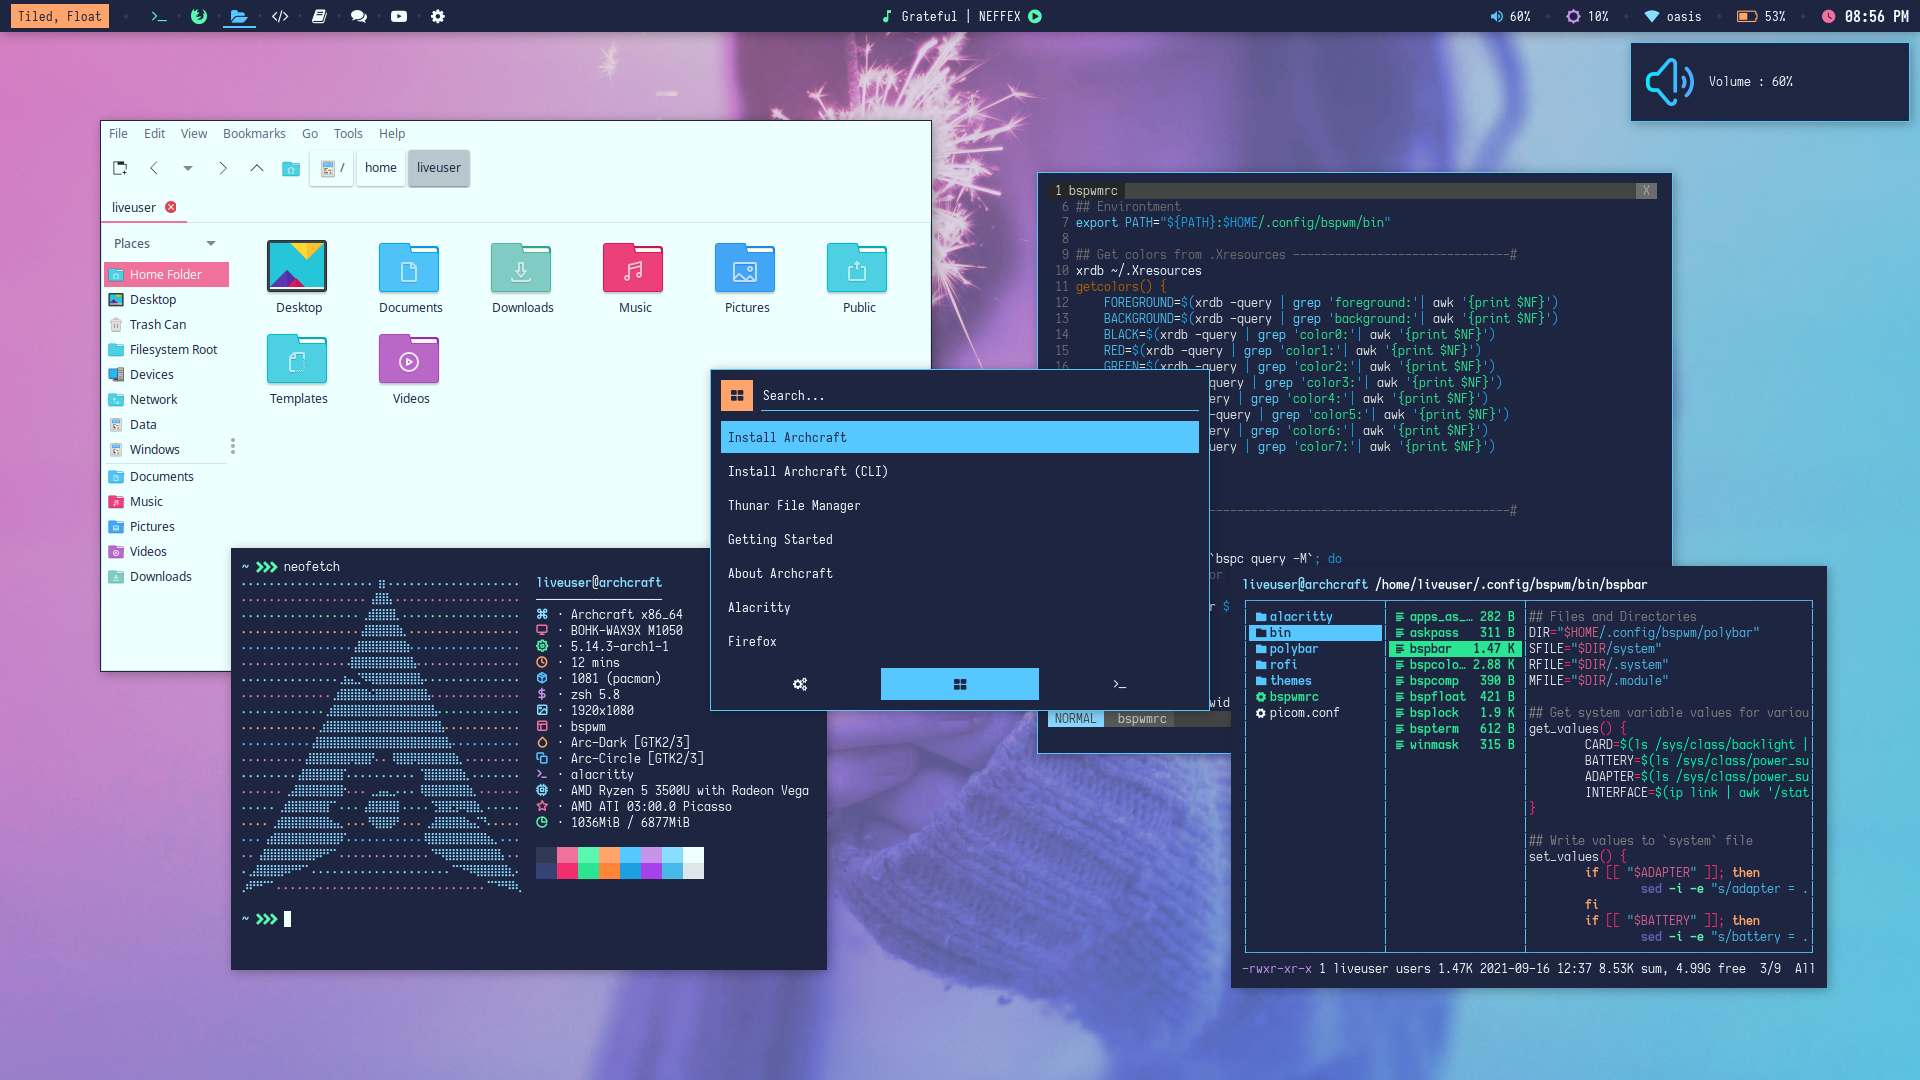 Tiled, Float
Grateful | NEFFEX
60%
10%
oasis
53%
08:56 PM
Volume : 60%
File Edit View Bookmarks Go Tools Help
/ home liveuser
liveuser
Places
Home Folder
Desktop
Trash Can
Filesystem Root
Devices
Network
Data
Windows
Documents
Music
Pictures
Videos
Downloads
Desktop
Documents
Downloads
Music
Pictures
Public
Templates
Videos
1 bspwmrc X
6 ## Environtment
7 export PATH="${PATH}:$HOME/.config/bspwm/bin"
8
9 ## Get colors from .Xresources -------------------------------#
10 xrdb ~/.Xresources
11 getcolors() {
12 FOREGROUND=$(xrdb -query | grep 'foreground:'| awk '{print $NF}')
13 BACKGROUND=$(xrdb -query | grep 'background:'| awk '{print $NF}')
14 BLACK=$(xrdb -query | grep 'color0:'| awk '{print $NF}')
15 RED=$(xrdb -query | grep 'color1:'| awk '{print $NF}')
16 GREEN=$(xrdb -query | grep 'color2:'| awk '{print $NF}')
ery | grep 'color3:'| awk '{print $NF}')
ry | grep 'color4:'| awk '{print $NF}')
-query | grep 'color5:'| awk '{print $NF}')
ery | grep 'color6:'| awk '{print $NF}')
uery | grep 'color7:'| awk '{print $NF}')
-------------------------------------------#
`bspc query -M`; do
or
r $
wid
NORMAL bspwmrc
Search...
Install Archcraft
Install Archcraft (CLI)
Thunar File Manager
Getting Started
About Archcraft
Alacritty
Firefox
~ neofetch
liveuser@archcraft
· Archcraft x86_64
· BOHK-WAX9X M1050
· 5.14.3-arch1-1
· 12 mins
· 1081 (pacman)
· zsh 5.8
· 1920x1080
· bspwm
· Arc-Dark [GTK2/3]
· Arc-Circle [GTK2/3]
· alacritty
· AMD Ryzen 5 3500U with Radeon Vega
· AMD ATI 03:00.0 Picasso
· 1036MiB / 6877MiB
~
liveuser@archcraft /home/liveuser/.config/bspwm/bin/bspbar
alacritty
bin
polybar
rofi
themes
bspwmrc
picom.conf
apps_as_… 282 B
askpass 311 B
bspbar 1.47 K
bspcolo… 2.88 K
bspcomp 390 B
bspfloat 421 B
bsplock 1.9 K
bspterm 612 B
winmask 315 B
## Files and Directories
DIR="$HOME/.config/bspwm/polybar"
SFILE="$DIR/system"
RFILE="$DIR/.system"
MFILE="$DIR/.module"
## Get system variable values for variou
get_values() {
CARD=$(ls /sys/class/backlight |
BATTERY=$(ls /sys/class/power_su
ADAPTER=$(ls /sys/class/power_su
INTERFACE=$(ip link | awk '/stat
}
## Write values to `system` file
set_values() {
if [[ "$ADAPTER" ]]; then
sed -i -e "s/adapter = .
fi
if [[ "$BATTERY" ]]; then
sed -i -e "s/battery = .
-rwxr-xr-x 1 liveuser users 1.47K 2021-09-16 12:37 8.53K sum, 4.99G free 3/9 All